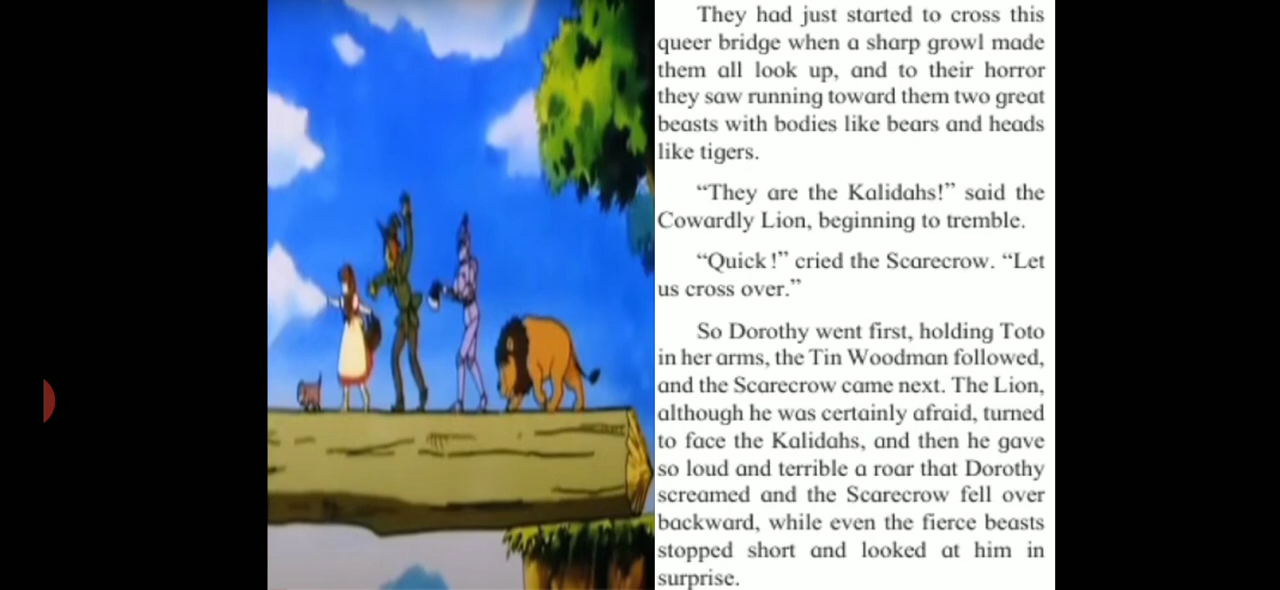 They had just started to cross this
queer bridge when a sharp growl made
them all look up, and to their horror
they saw running toward them two great
beasts with bodies like bears and heads
like tigers.
“They are the Kalidahs!” said the
Cowardly Lion, beginning to tremble.
“Quick !” cried the Scarecrow. “Let
us cross over.”
So Dorothy went first, holding Toto
in her arms, the Tin Woodman followed,
and the Scarecrow came next. The Lion,
although he was certainly afraid, turned
to face the Kalidahs, and then he gave
so loud and terrible a roar that Dorothy
screamed and the Scarecrow fell over
backward, while even the fierce beasts
stopped short and looked at him in
surprise.